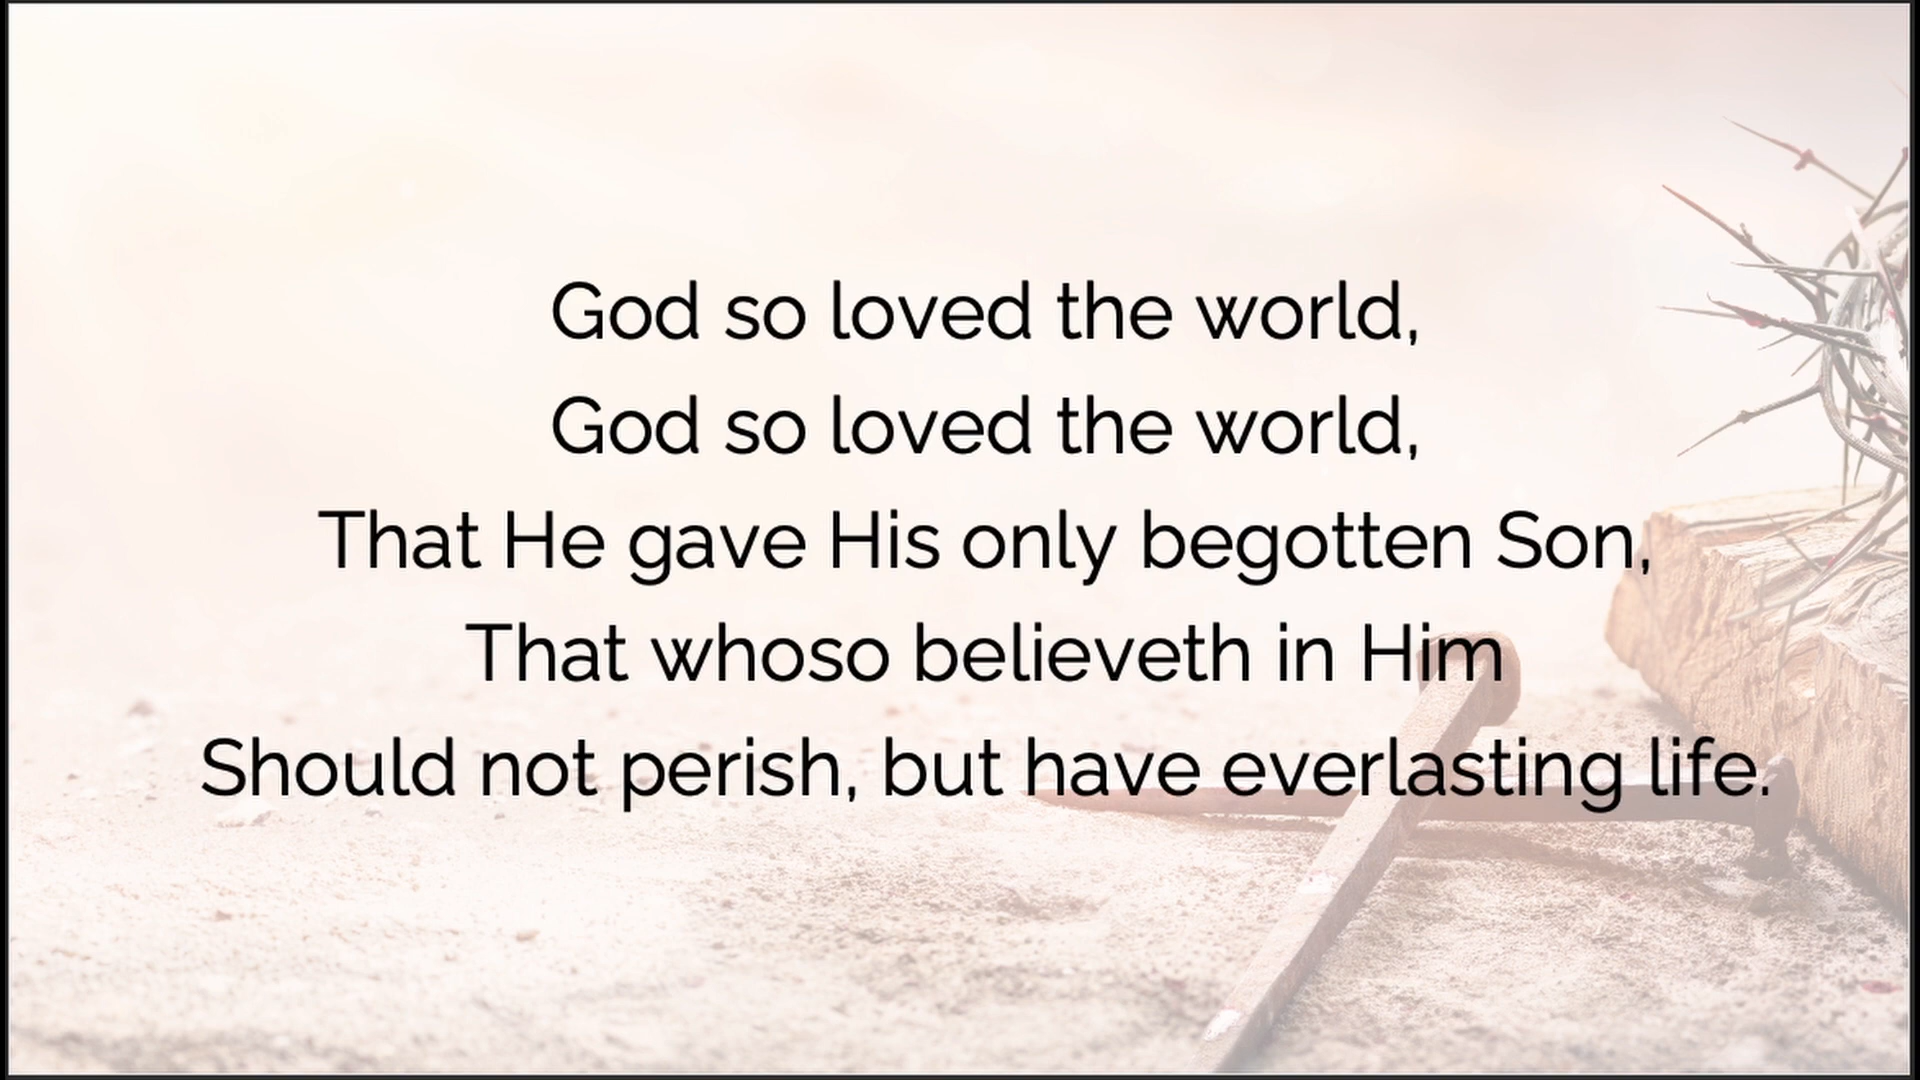 God so loved the world,
God so loved the world,
That He gave His only begotten Son,
That whoso believeth in Him
Should not perish, but have everlasting life.